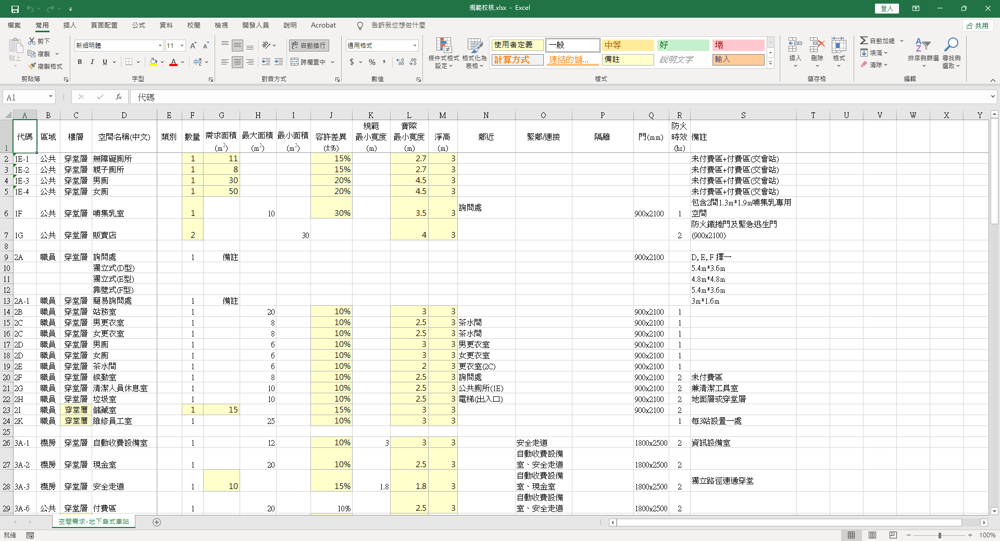 規範校核.xlsx - Excel
登入
檔案 常用 插入 頁面配置 公式 資料 校閱 檢視 開發人員 說明 Acrobat 告訴我您想做什麼 共用
貼上 剪下 複製 複製格式 剪貼簿
新細明體 11 B I U A 字型
ab 自動換行 跨欄置中 對齊方式
通用格式 $ % , 數值
條件式格式設定 格式化為表格
使用者定義 一般 中等 好 壞
計算方式 連結的儲... 備註 說明文字 輸入
樣式
插入 刪除 格式 儲存格
自動加總 填滿 清除 排序與篩選 尋找與選取 編輯
A1 fx 代碼
A B C D E F G H I J K L M N O P Q R S T U V W X Y
1 代碼 區域 樓層 空間名稱(中文) 類別 數量 需求面積(m²) 最大面積(m²) 最小面積(m²) 容許差異(±%) 規範最小寬度(m) 實際最小寬度(m) 淨高(m) 鄰近 緊鄰/連接 隔離 門(mm) 防火時效(hr) 備註
2 1E-1 公共 穿堂層 無障礙廁所 1 11 15% 2.7 3 未付費區+付費區(交會站)
3 1E-2 公共 穿堂層 親子廁所 1 8 15% 2.7 3 未付費區+付費區(交會站)
4 1E-3 公共 穿堂層 男廁 1 30 20% 4.5 3 未付費區+付費區(交會站)
5 1E-4 公共 穿堂層 女廁 1 50 20% 4.5 3 未付費區+付費區(交會站)
6 1F 公共 穿堂層 哺集乳室 1 10 30% 3.5 3 詢問處 900x2100 1 包含2間1.3m*1.9m哺集乳專用空間
7 1G 公共 穿堂層 販賣店 2 30 4 3 2 防火鐵捲門及緊急逃生門(900x2100)
8
9 2A 職員 穿堂層 詢問處 1 備註 900x2100 D, E, F 擇一
10 獨立式(D型) 5.4m*3.6m
11 獨立式(E型) 4.8m*4.8m
12 靠壁式(F型) 5.4m*3.6m
13 2A-1 職員 穿堂層 簡易詢問處 1 備註 3m*1.6m
14 2B 職員 穿堂層 站務室 1 20 10% 3 3 900x2100 1
15 2C 職員 穿堂層 男更衣室 1 8 10% 2.5 3 茶水間 900x2100 1
16 2C 職員 穿堂層 女更衣室 1 8 10% 2.5 3 茶水間 900x2100 1
17 2D 職員 穿堂層 男廁 1 6 10% 3 3 男更衣室 900x2100 1
18 2D 職員 穿堂層 女廁 1 6 10% 3 3 女更衣室 900x2100 1
19 2E 職員 穿堂層 茶水間 1 6 10% 2 3 更衣室(2C) 900x2100 1
20 2F 職員 穿堂層 候勤室 1 8 10% 2.5 3 詢問處 900x2100 2 未付費區
21 2G 職員 穿堂層 清潔人員休息室 1 10 10% 2.5 3 公共廁所(1E) 900x2100 2 兼清潔工具室
22 2H 職員 穿堂層 垃圾室 1 10 10% 2.5 3 電梯(出入口) 900x2100 2 地面層或穿堂層
23 2I 職員 穿堂層 儲藏室 1 15 15% 3 3 900x2100 2
24 2K 職員 穿堂層 維修員工室 1 25 10% 3 3 1 每3站設置一處
25
26 3A-1 機房 穿堂層 自動收費設備室 1 12 10% 3 3 3 安全走道 1800x2500 2 資訊設備室
27 3A-2 機房 穿堂層 現金室 1 20 10% 2.5 3 自動收費設備室、安全走道 1800x2500 2
28 3A-3 機房 穿堂層 安全走道 1 10 15% 1.8 1.8 3 自動收費設備室、現金室 1800x2500 2 獨立路徑連通穿堂
29 3A-6 公共 穿堂層 付費區 1 20 10% 2.5 3 自動收費設備室、安全走道 1800x2500 2
空間需求-地下島式車站
就緒 100%